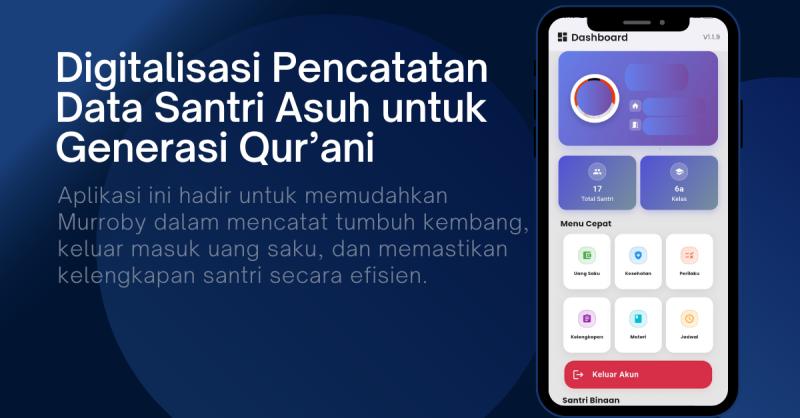 Digitalisasi Pencatatan
Data Santri Asuh untuk
Generasi Qur’ani
Aplikasi ini hadir untuk memudahkan
Murroby dalam mencatat tumbuh kembang,
keluar masuk uang saku, dan memastikan
kelengkapan santri secara efisien.
Dashboard
V1.1.9
17
Total Santri
6a
Kelas
Menu Cepat
Uang Saku
Kesehatan
Perilaku
Kelengkapan
Materi
Jadwal
Keluar Akun
Santri Binaan